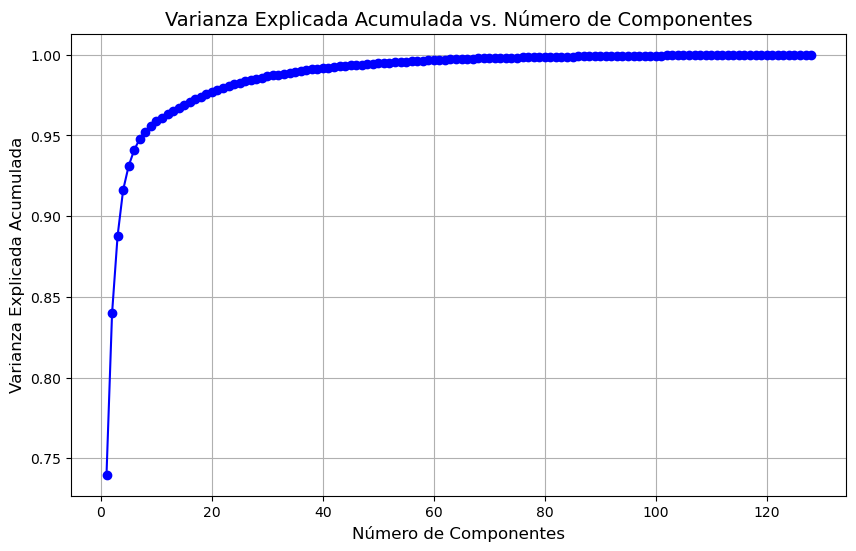 Varianza Explicada Acumulada vs. Número de Componentes
Varianza Explicada Acumulada
1.00
0.95
0.90
0.85
0.80
0.75
0 20 40 60 80 100 120
Número de Componentes